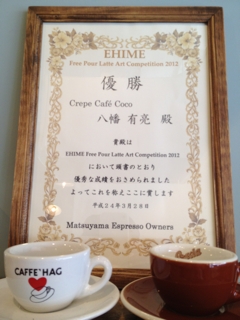 EHIME
Free Pour Latte Art Competition 2012
優勝
Crepe Café Coco
八幡 有亮 殿
貴殿は
EHIME Free Pour Latte Art Competition 2012
において頭書のとおり
優秀な成績をおさめられました
よってこれを称えここに賞します
平成24年3月28日
Matsuyama Espresso Owners
CAFFE HAG